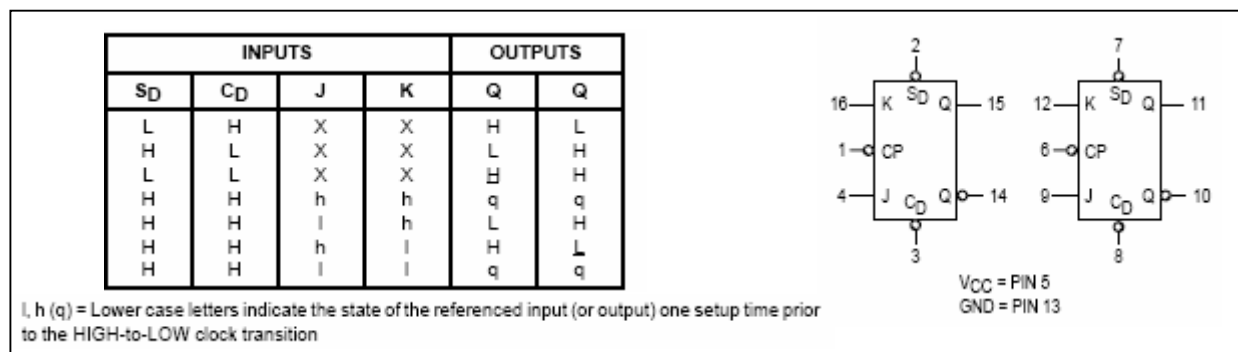 INPUTS OUTPUTS
SD CD J K Q Q
L H X X H L
H L X X L H
L L X X H H
H H h h q q
H H l h L H
H H h l H L
H H l l q q
l, h (q) = Lower case letters indicate the state of the referenced input (or output) one setup time prior
to the HIGH-to-LOW clock transition
2
16 K SD Q 15
1 CP
4 J CD Q 14
3
7
12 K SD Q 11
6 CP
9 J CD Q 10
8
VCC = PIN 5
GND = PIN 13